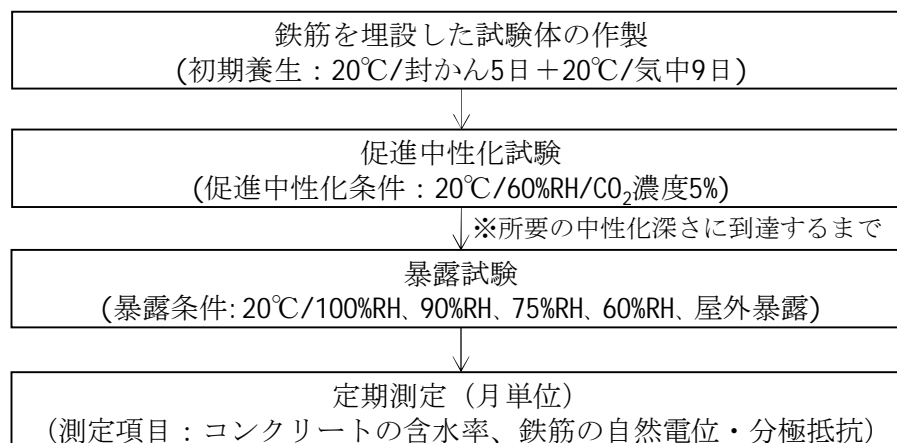 鉄筋を埋設した試験体の作製
(初期養生：20℃/封かん5日＋20℃/気中9日)
促進中性化試験
(促進中性化条件：20℃/60%RH/CO₂濃度5%)
※所要の中性化深さに到達するまで
暴露試験
(暴露条件:20℃/100%RH、90%RH、75%RH、60%RH、屋外暴露)
定期測定（月単位）
（測定項目：コンクリートの含水率、鉄筋の自然電位・分極抵抗）